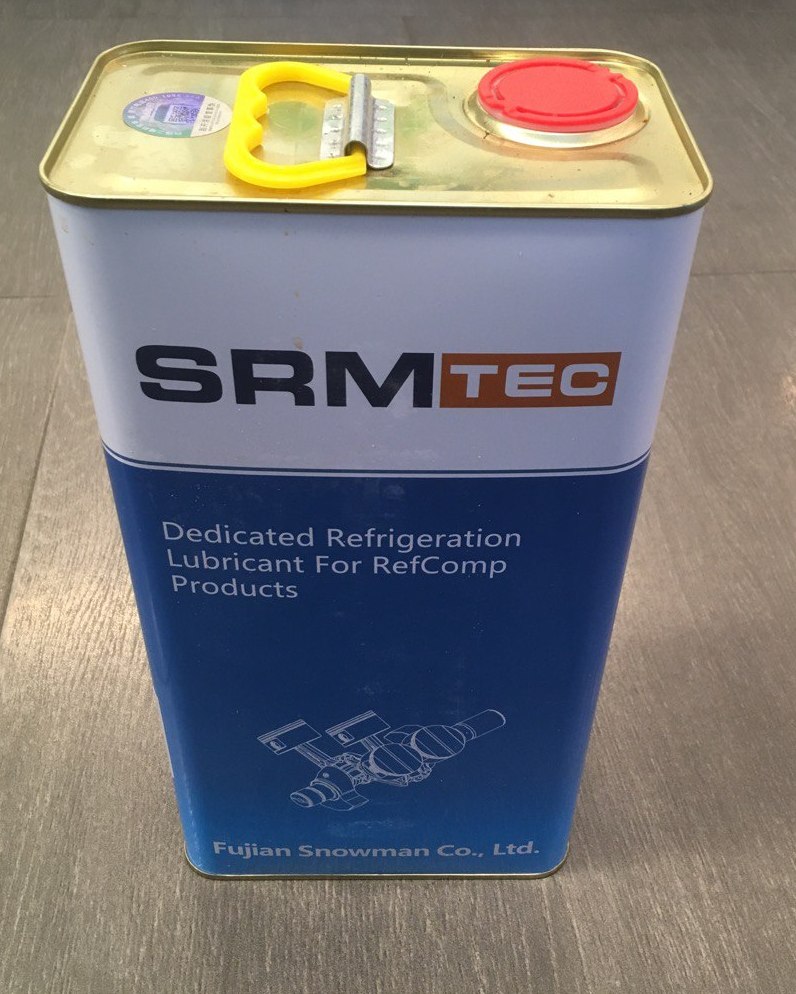 SRMTEC
Dedicated Refrigeration
Lubricant For RefComp
Products
Fujian Snowman Co., Ltd.